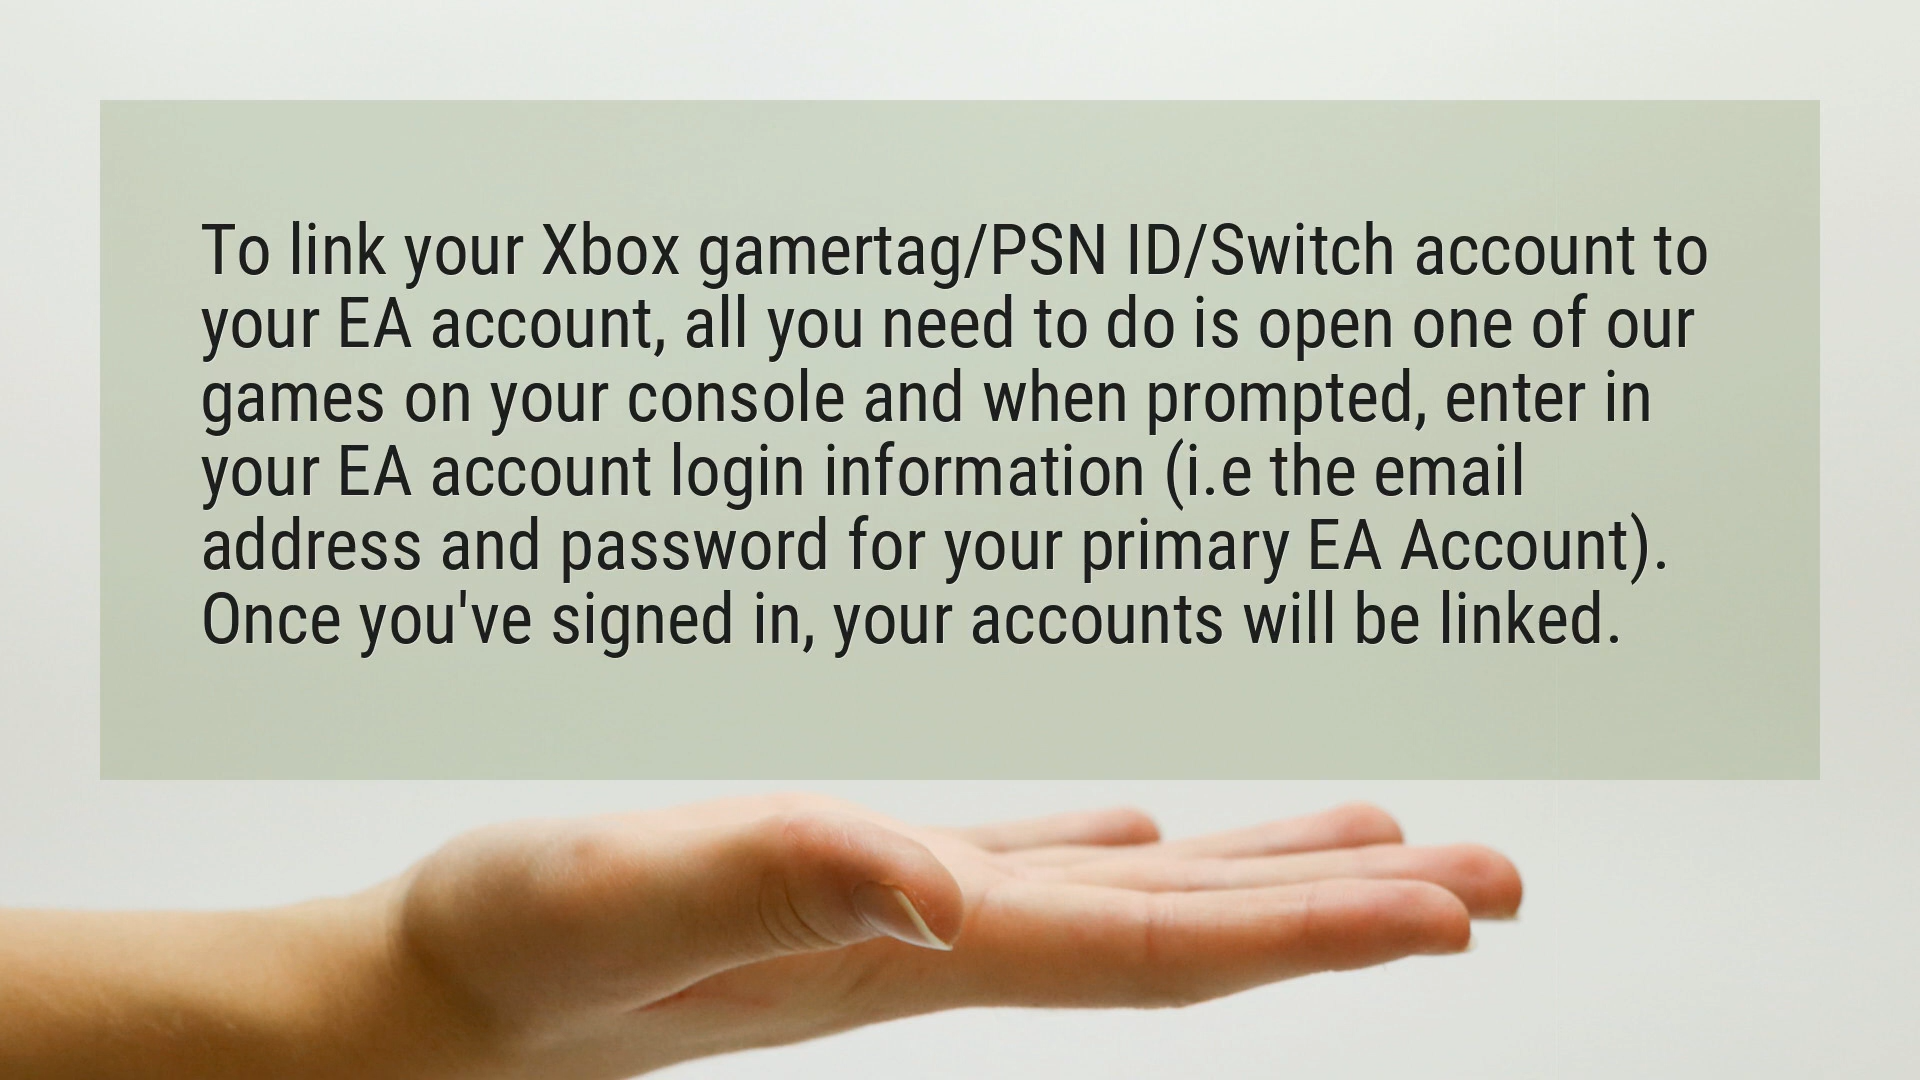 To link your Xbox gamertag/PSN ID/Switch account to
your EA account, all you need to do is open one of our
games on your console and when prompted, enter in
your EA account login information (i.e the email
address and password for your primary EA Account).
Once you've signed in, your accounts will be linked.